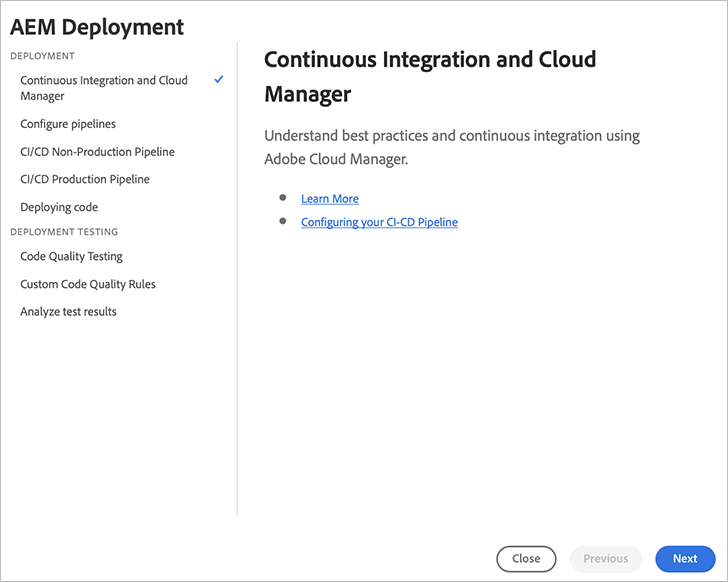 AEM Deployment
DEPLOYMENT
Continuous Integration and Cloud
Manager
Configure pipelines
CI/CD Non-Production Pipeline
CI/CD Production Pipeline
Deploying code
DEPLOYMENT TESTING
Code Quality Testing
Custom Code Quality Rules
Analyze test results
Continuous Integration and Cloud
Manager
Understand best practices and continuous integration using
Adobe Cloud Manager.
Learn More
Configuring your CI-CD Pipeline
Close
Previous
Next